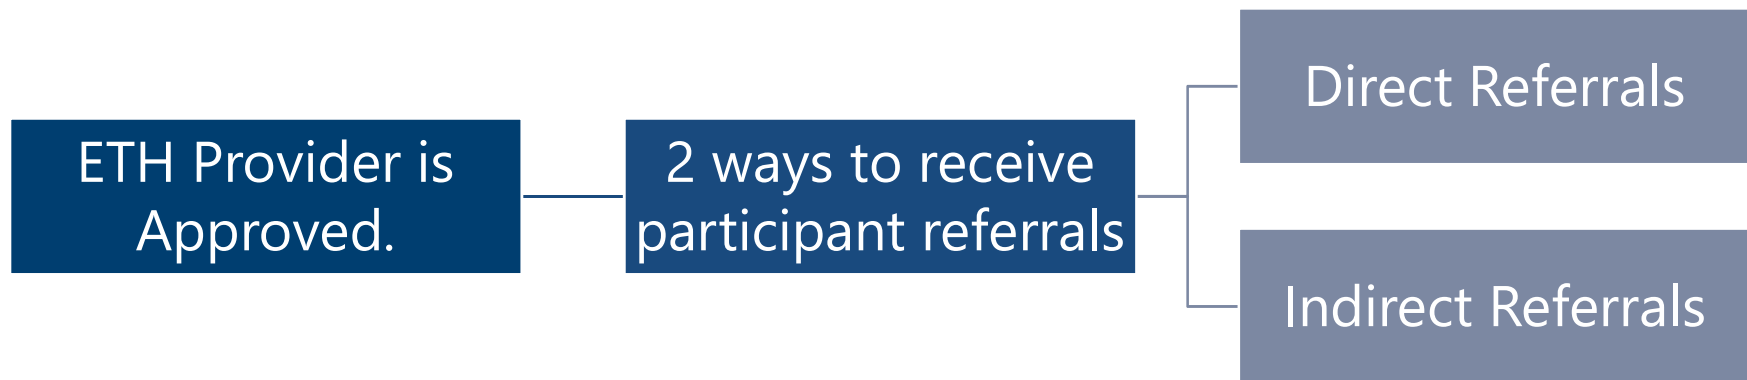 ETH Provider is
Approved.
2 ways to receive
participant referrals
Direct Referrals
Indirect Referrals